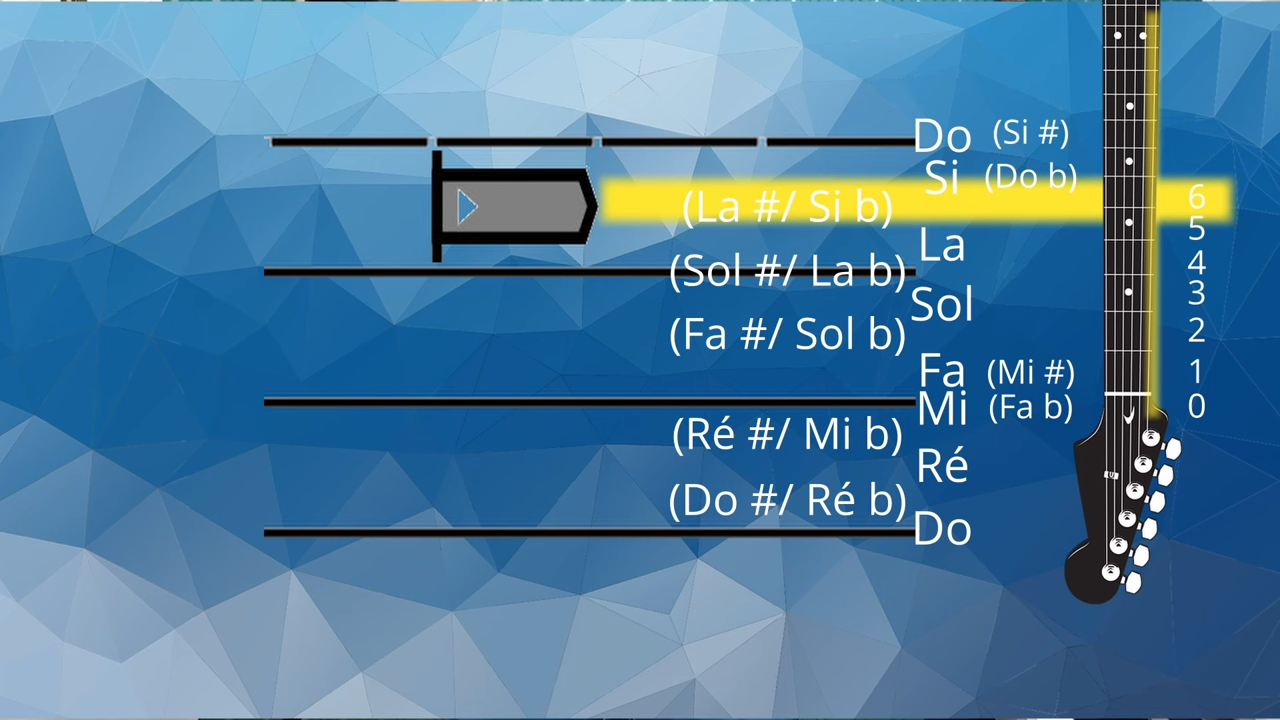 Do (Si #)
Si (Do b)
(La #/ Si b) 6
5
La
(Sol #/ La b) 4
Sol 3
(Fa #/ Sol b) 2
Fa (Mi #) 1
Mi (Fa b) 0
(Ré #/ Mi b)
Ré
(Do #/ Ré b)
Do